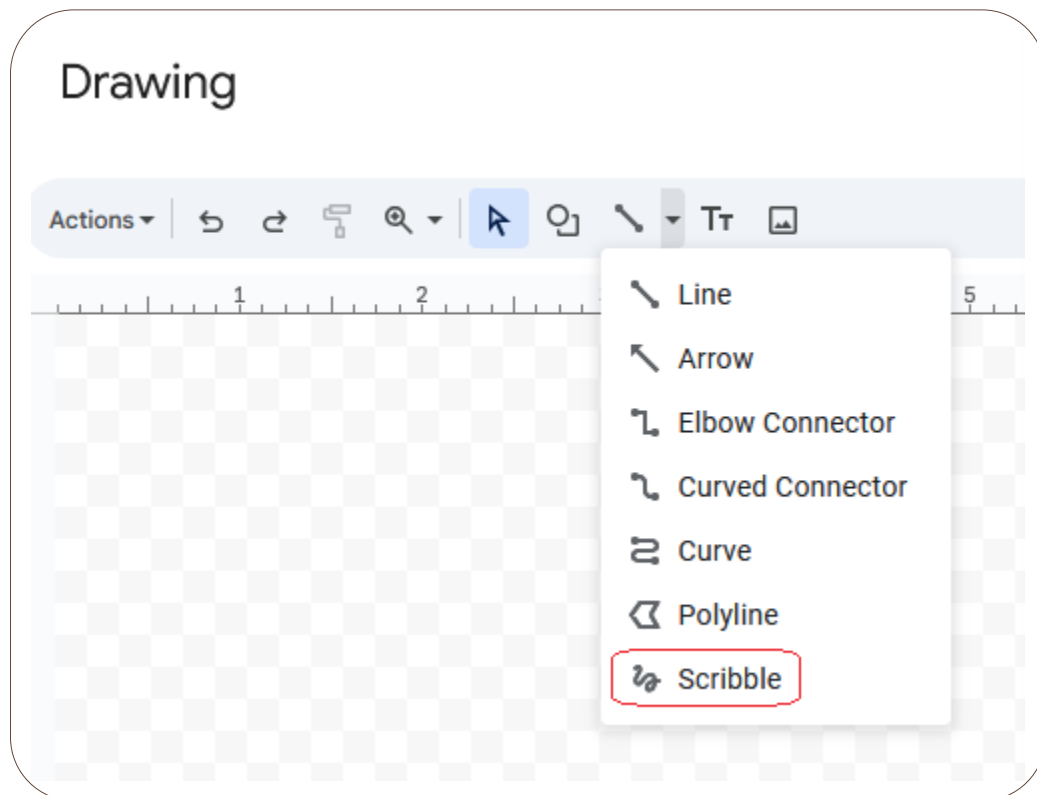 Drawing
Actions
1 2 5
Line
Arrow
Elbow Connector
Curved Connector
Curve
Polyline
Scribble